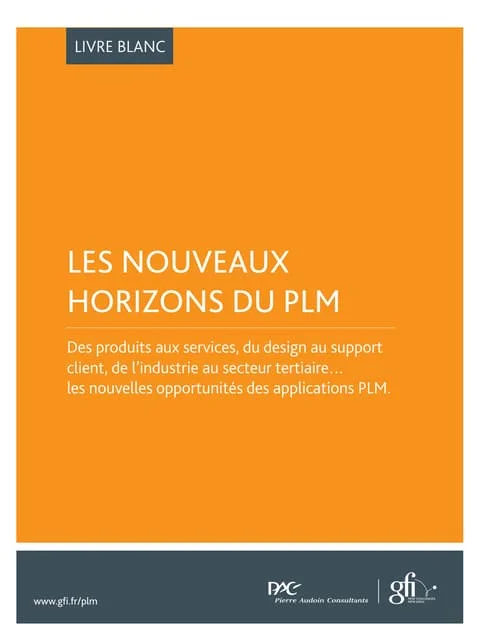 LIVRE BLANC
LES NOUVEAUX
HORIZONS DU PLM
Des produits aux services, du design au support
client, de l’industrie au secteur tertiaire…
les nouvelles opportunités des applications PLM.
www.gfi.fr/plm
PAC
Pierre Audoin Consultants
gfi